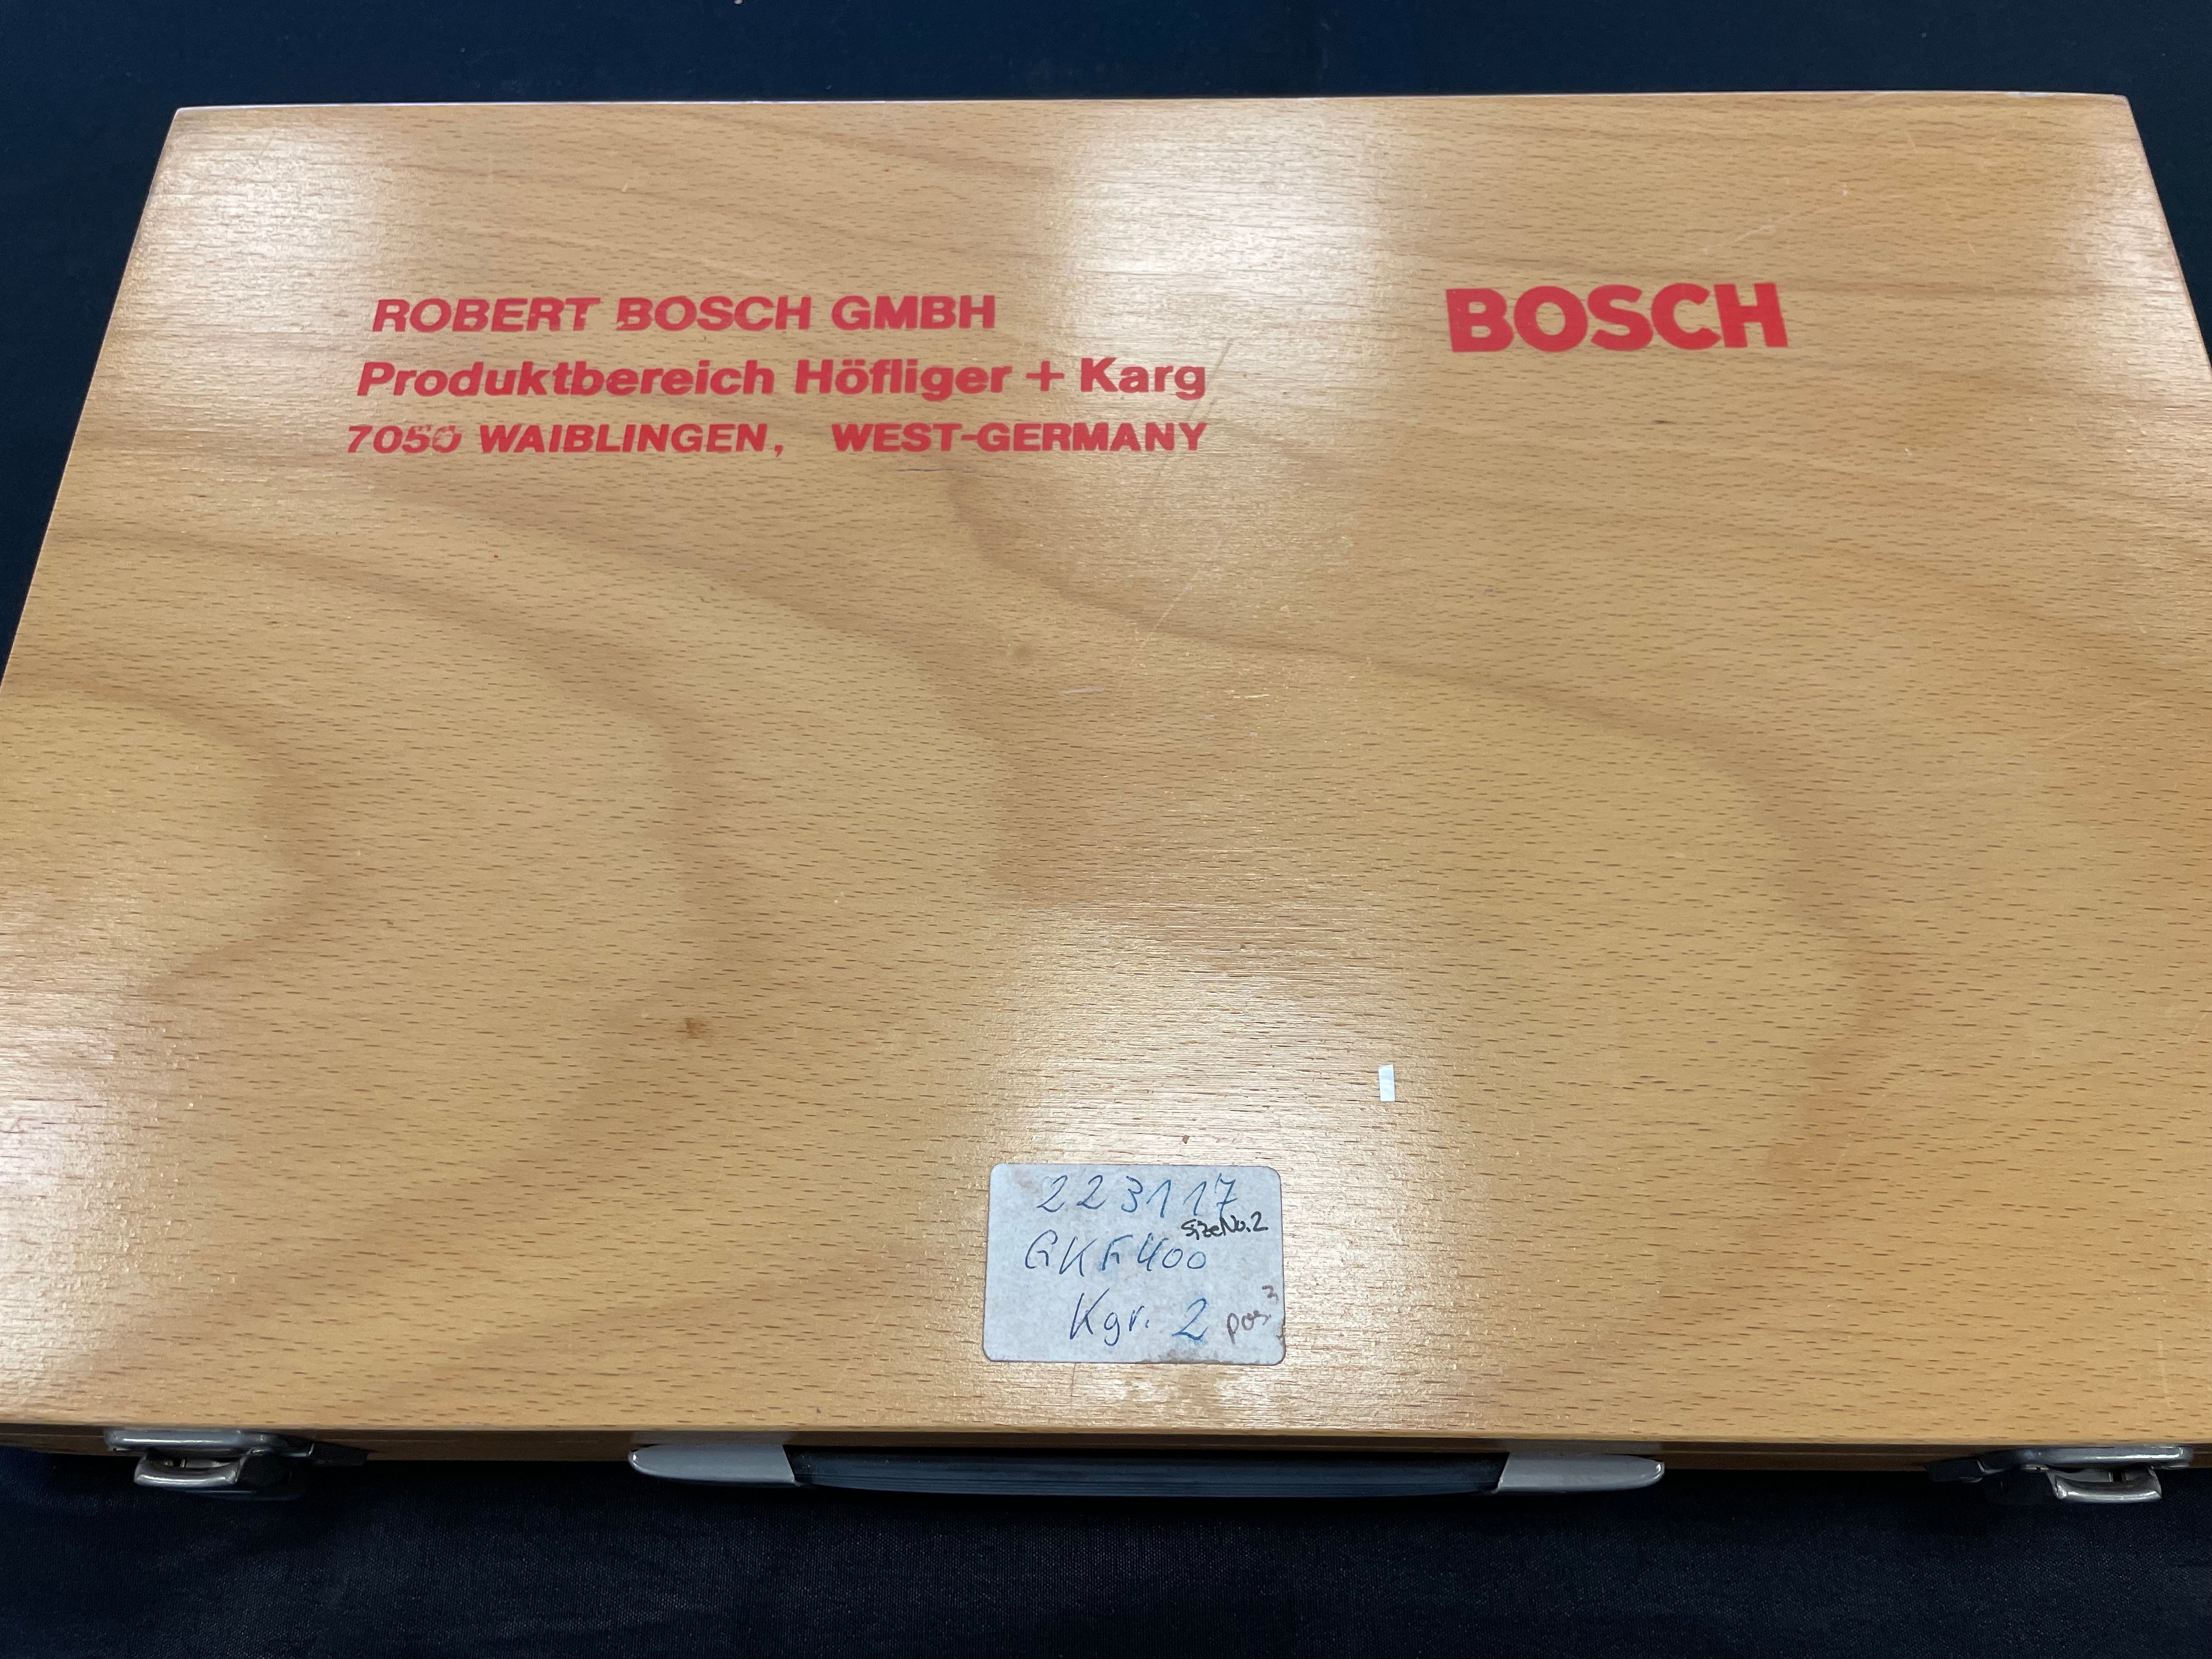 ROBERT BOSCH GMBH
BOSCH
Produktbereich Höfliger + Karg
7050 WAIBLINGEN, WEST-GERMANY
223117
Size No.2
GKF400
Kgr. 2 pos. 3